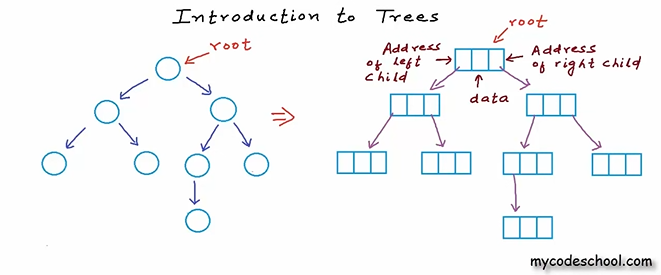 Introduction to Trees
root
root
Address
of left
child
Address
of right child
data
mycodeschool.com